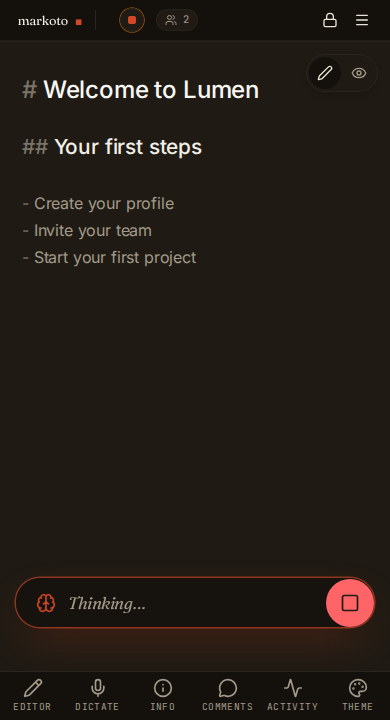 markoto
2
# Welcome to Lumen
## Your first steps
- Create your profile
- Invite your team
- Start your first project
Thinking...
EDITOR DICTATE INFO COMMENTS ACTIVITY THEME